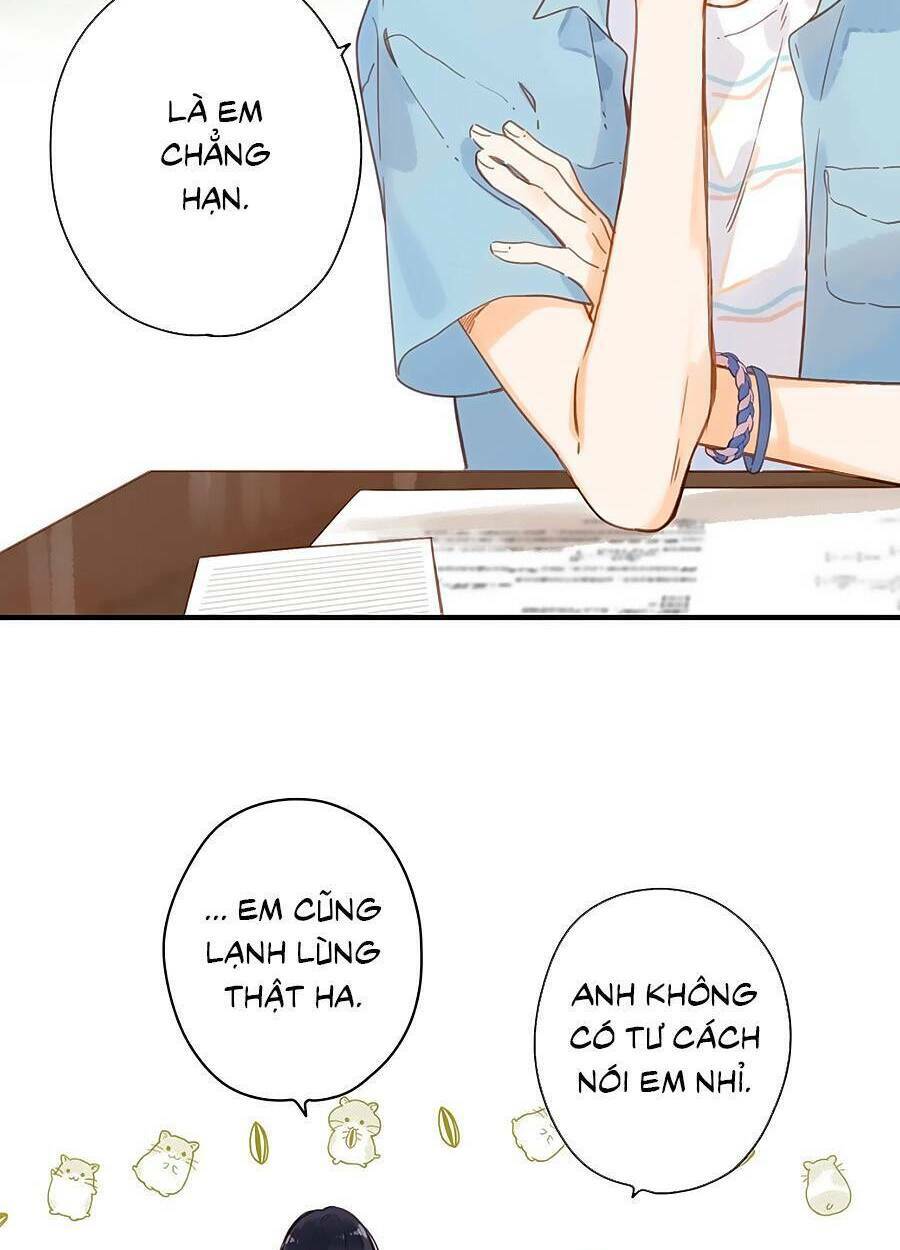 LÀ EM
CHẲNG
HẠN.
... EM CŨNG
LẠNH LÙNG
THẬT HA.
ANH KHÔNG
CÓ TƯ CÁCH
NÓI EM NHỈ.